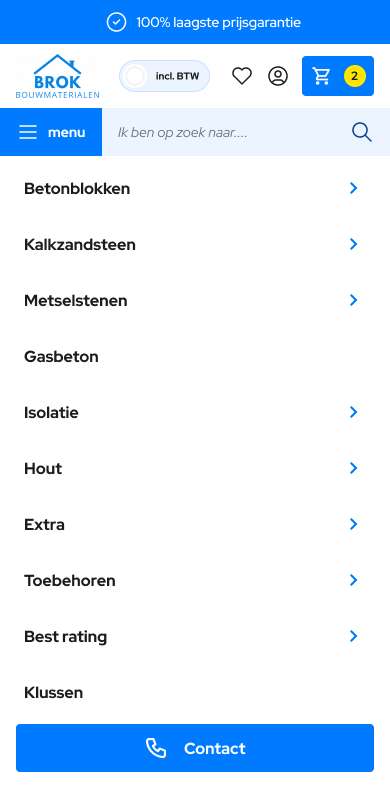 100% laagste prijsgarantie
BROK
BOUWMATERIALEN
incl. BTW
2
menu
Ik ben op zoek naar....
Betonblokken
Kalkzandsteen
Metselstenen
Gasbeton
Isolatie
Hout
Extra
Toebehoren
Best rating
Klussen
Contact